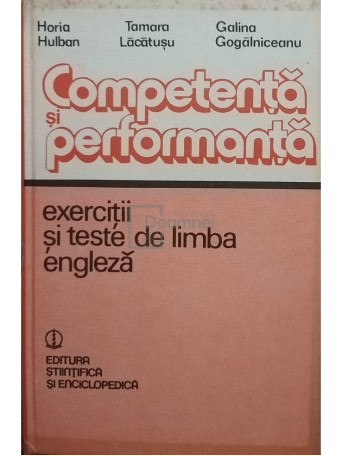 Horia Tamara Galina
Hulban Lăcătușu Gogălniceanu
Competență
și
performanță
exerciții
și teste de limba
engleză
EDITURA
ȘTIINȚIFICĂ
ȘI ENCICLOPEDICĂ